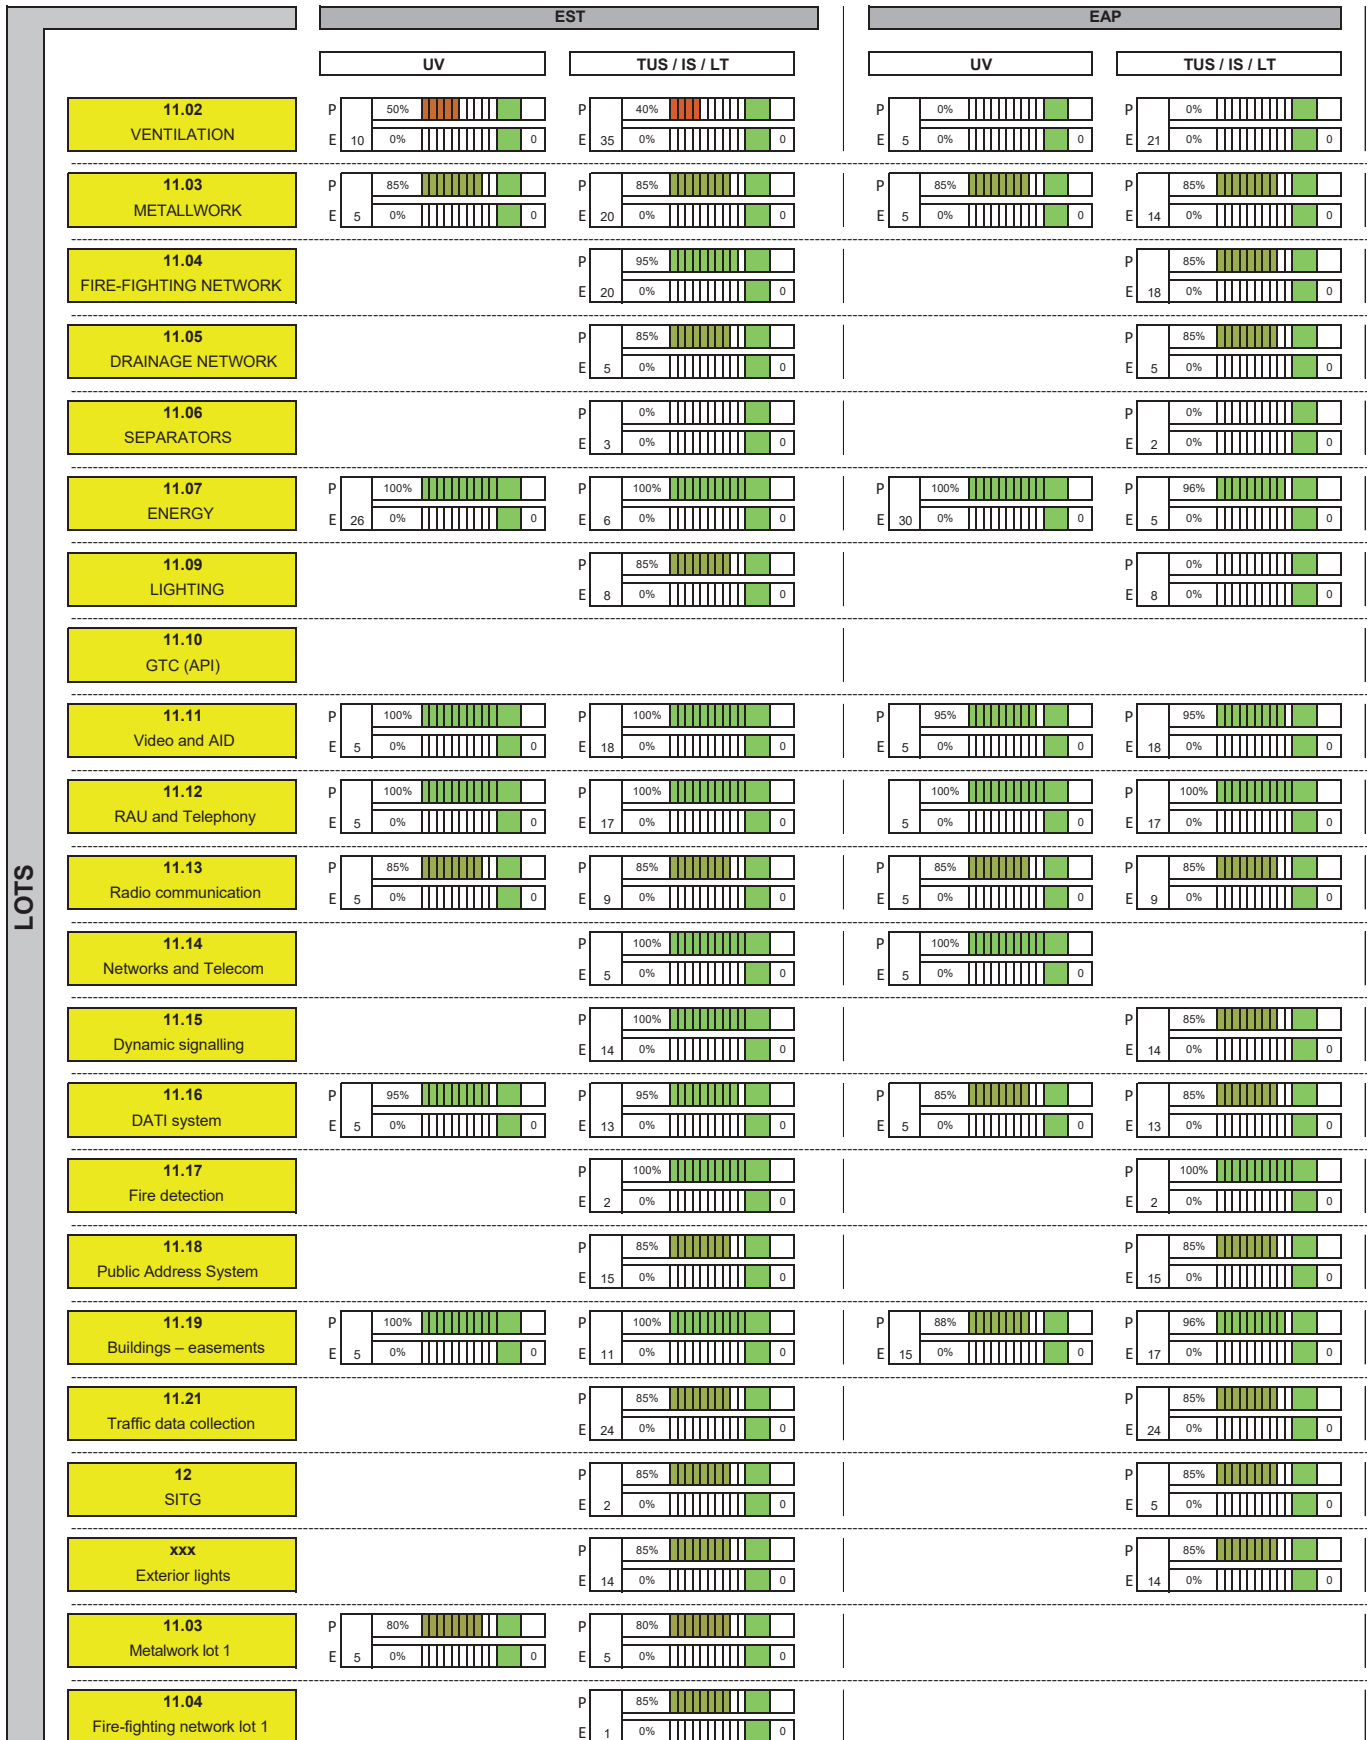 EST EAP
UV TUS / IS / LT UV TUS / IS / LT
LOTS
11.02
VENTILATION
P 50% P 40% P 0% P 0%
E 10 0% 0 E 35 0% 0 E 5 0% 0 E 21 0% 0
11.03
METALLWORK
P 85% P 85% P 85% P 85%
E 5 0% 0 E 20 0% 0 E 5 0% 0 E 14 0% 0
11.04
FIRE-FIGHTING NETWORK
P 95% P 85%
E 20 0% 0 E 18 0% 0
11.05
DRAINAGE NETWORK
P 85% P 85%
E 5 0% 0 E 5 0% 0
11.06
SEPARATORS
P 0% P 0%
E 3 0% 0 E 2 0% 0
11.07
ENERGY
P 100% P 100% P 100% P 96%
E 26 0% 0 E 6 0% 0 E 30 0% 0 E 5 0% 0
11.09
LIGHTING
P 85% P 0%
E 8 0% 0 E 8 0% 0
11.10
GTC (API)
11.11
Video and AID
P 100% P 100% P 95% P 95%
E 5 0% 0 E 18 0% 0 E 5 0% 0 E 18 0% 0
11.12
RAU and Telephony
P 100% P 100% 100% P 100%
E 5 0% 0 E 17 0% 0 5 0% 0 E 17 0% 0
11.13
Radio communication
P 85% P 85% P 85% P 85%
E 5 0% 0 E 9 0% 0 E 5 0% 0 E 9 0% 0
11.14
Networks and Telecom
P 100% P 100%
E 5 0% 0 E 5 0% 0
11.15
Dynamic signalling
P 100% P 85%
E 14 0% 0 E 14 0% 0
11.16
DATI system
P 95% P 95% P 85% P 85%
E 5 0% 0 E 13 0% 0 E 5 0% 0 E 13 0% 0
11.17
Fire detection
P 100% P 100%
E 2 0% 0 E 2 0% 0
11.18
Public Address System
P 85% P 85%
E 15 0% 0 E 15 0% 0
11.19
Buildings – easements
P 100% P 100% P 88% P 96%
E 5 0% 0 E 11 0% 0 E 15 0% 0 E 17 0% 0
11.21
Traffic data collection
P 85% P 85%
E 24 0% 0 E 24 0% 0
12
SITG
P 85% P 85%
E 2 0% 0 E 5 0% 0
xxx
Exterior lights
P 85% P 85%
E 14 0% 0 E 14 0% 0
11.03
Metalwork lot 1
P 80% P 80%
E 5 0% 0 E 5 0% 0
11.04
Fire-fighting network lot 1
P 85%
E 1 0% 0